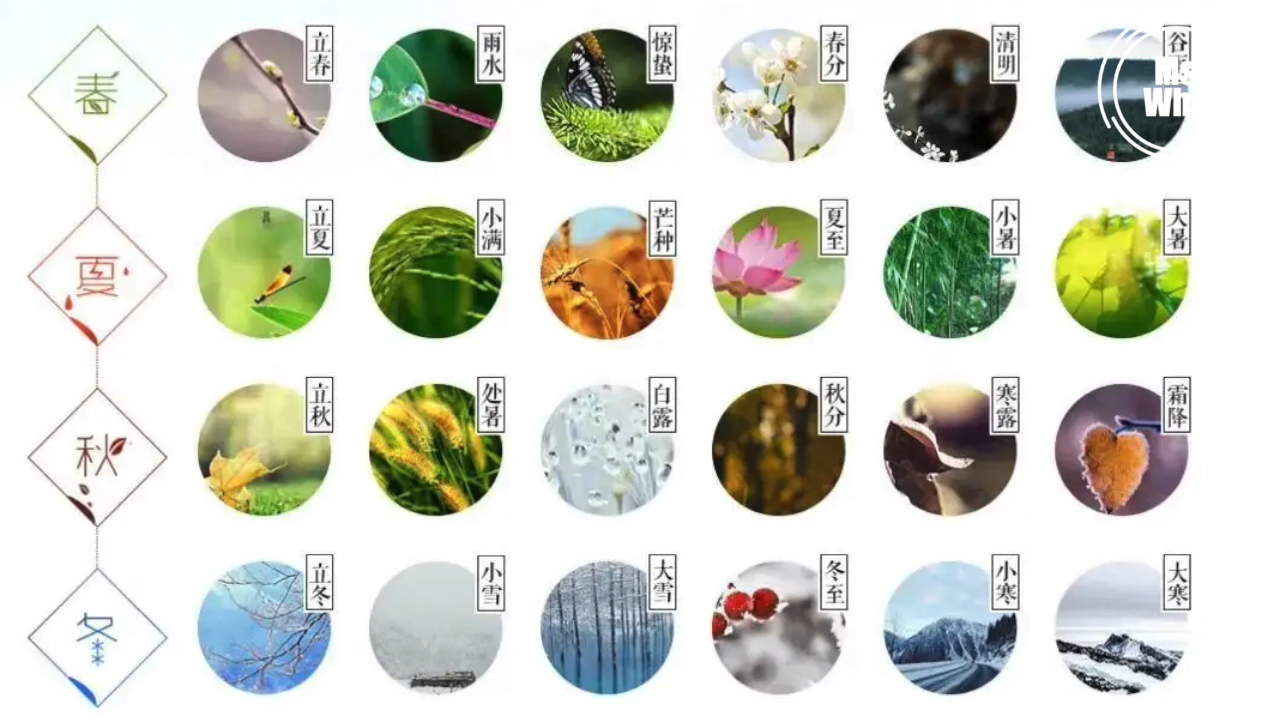 春
立春
雨水
惊蛰
春分
清明
谷
夏
立夏
小满
芒种
夏至
小暑
大暑
秋
立秋
处暑
白露
秋分
寒露
霜降
冬
立冬
小雪
大雪
冬至
小寒
大寒